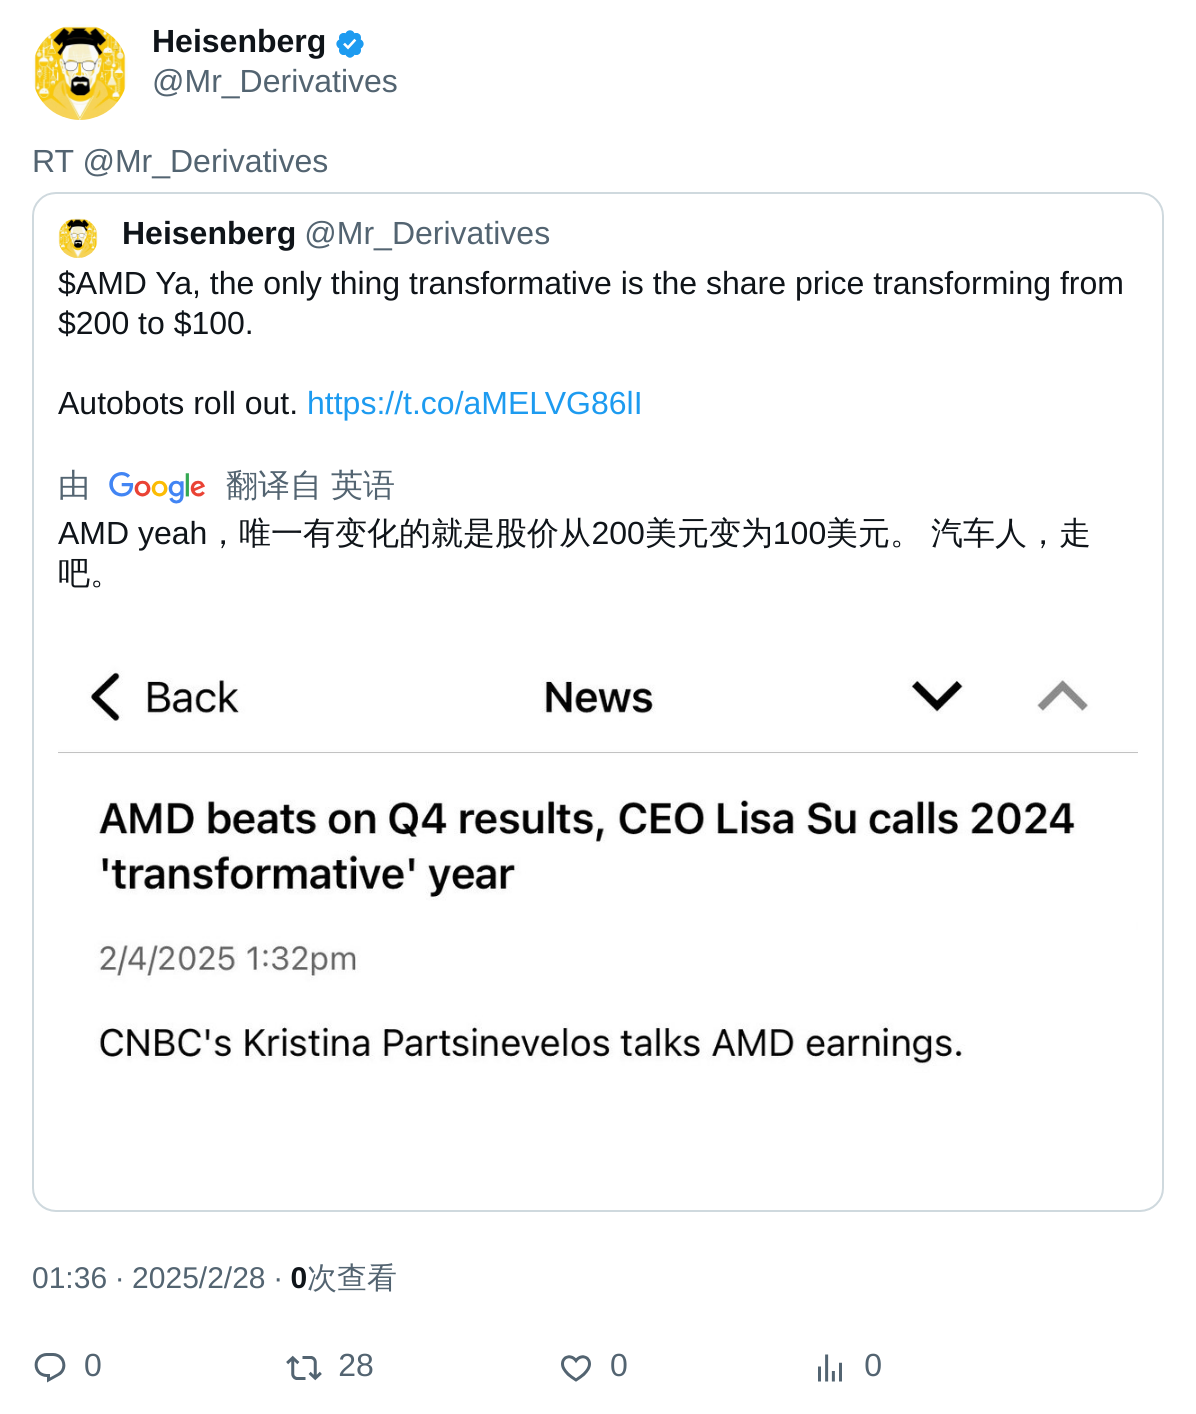 Heisenberg
@Mr_Derivatives
RT @Mr_Derivatives
Heisenberg @Mr_Derivatives
$AMD Ya, the only thing transformative is the share price transforming from
$200 to $100.
Autobots roll out. https://t.co/aMELVG86lI
由 Google 翻译自 英语
AMD yeah，唯一有变化的就是股价从200美元变为100美元。 汽车人，走
吧。
Back News
AMD beats on Q4 results, CEO Lisa Su calls 2024
'transformative' year
2/4/2025 1:32pm
CNBC's Kristina Partsinevelos talks AMD earnings.
01:36 · 2025/2/28 · 0次查看
0 28 0 0